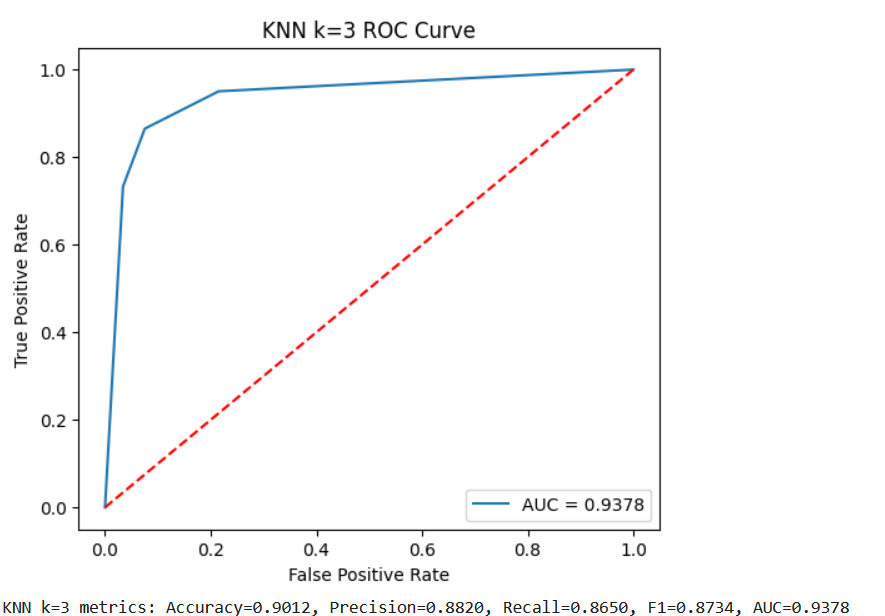 KNN k=3 ROC Curve
1.0
0.8
0.6
0.4
0.2
0.0
True Positive Rate
AUC = 0.9378
0.0 0.2 0.4 0.6 0.8 1.0
False Positive Rate
KNN k=3 metrics: Accuracy=0.9012, Precision=0.8820, Recall=0.8650, F1=0.8734, AUC=0.9378